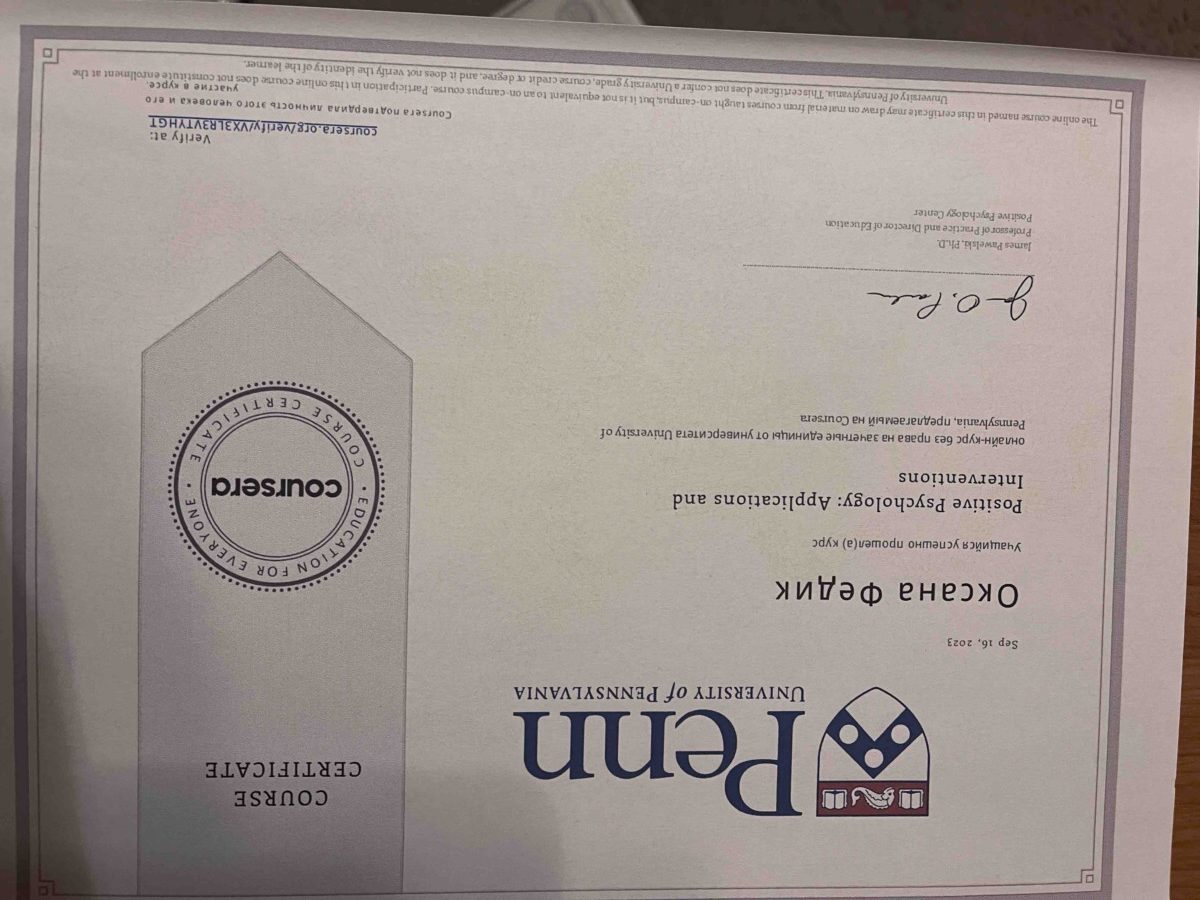 Penn
UNIVERSITY of PENNSYLVANIA
COURSE
CERTIFICATE
Sep 16, 2023
Оксана Федик
Учащийся успешно прошел(а) курс
Positive Psychology: Applications and
Interventions
онлайн-курс без права на зачетные единицы от университета University of
Pennsylvania, предлагаемый на Coursera
EDUCATION FOR EVERYONE
coursera
COURSE CERTIFICATE
James Pawelski, Ph.D.
Professor of Practice and Director of Education
Positive Psychology Center
Verify at:
coursera.org/verify/VX3LR3VTYHGT
Coursera подтвердила личность этого человека и его
участие в курсе.
The online course named in this certificate may draw on material from courses taught on-campus, but it is not equivalent to an on-campus course. Participation in this online course does not constitute enrollment at the
University of Pennsylvania. This certificate does not confer a University grade, course credit or degree, and it does not verify the identity of the learner.